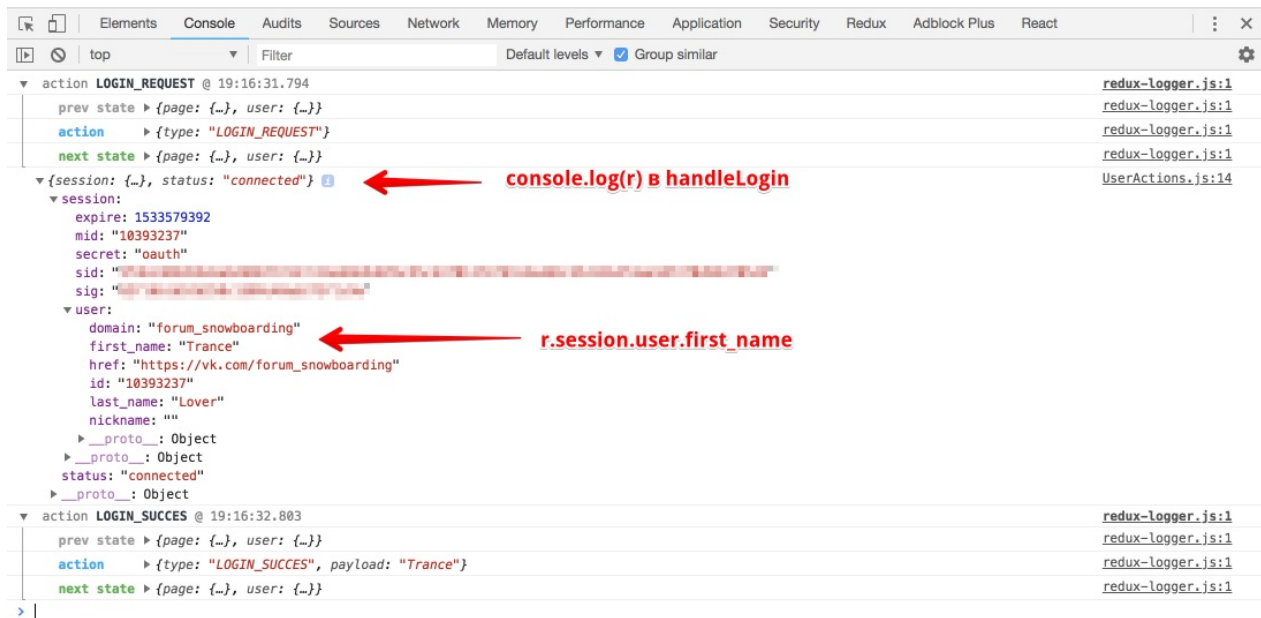 Elements Console Audits Sources Network Memory Performance Application Security Redux Adblock Plus React
top Filter Default levels Group similar
action LOGIN_REQUEST @ 19:16:31.794 redux-logger.js:1
prev state {page: {…}, user: {…}} redux-logger.js:1
action {type: "LOGIN_REQUEST"} redux-logger.js:1
next state {page: {…}, user: {…}} redux-logger.js:1
{session: {…}, status: "connected"} i console.log(r) в handleLogin UserActions.js:14
session:
expire: 1533579392
mid: "10393237"
secret: "oauth"
sid: "
sig: "
user:
domain: "forum_snowboarding"
first_name: "Trance" r.session.user.first_name
href: "https://vk.com/forum_snowboarding"
id: "10393237"
last_name: "Lover"
nickname: ""
__proto__: Object
__proto__: Object
status: "connected"
__proto__: Object
action LOGIN_SUCCES @ 19:16:32.803 redux-logger.js:1
prev state {page: {…}, user: {…}} redux-logger.js:1
action {type: "LOGIN_SUCCES", payload: "Trance"} redux-logger.js:1
next state {page: {…}, user: {…}} redux-logger.js:1
>